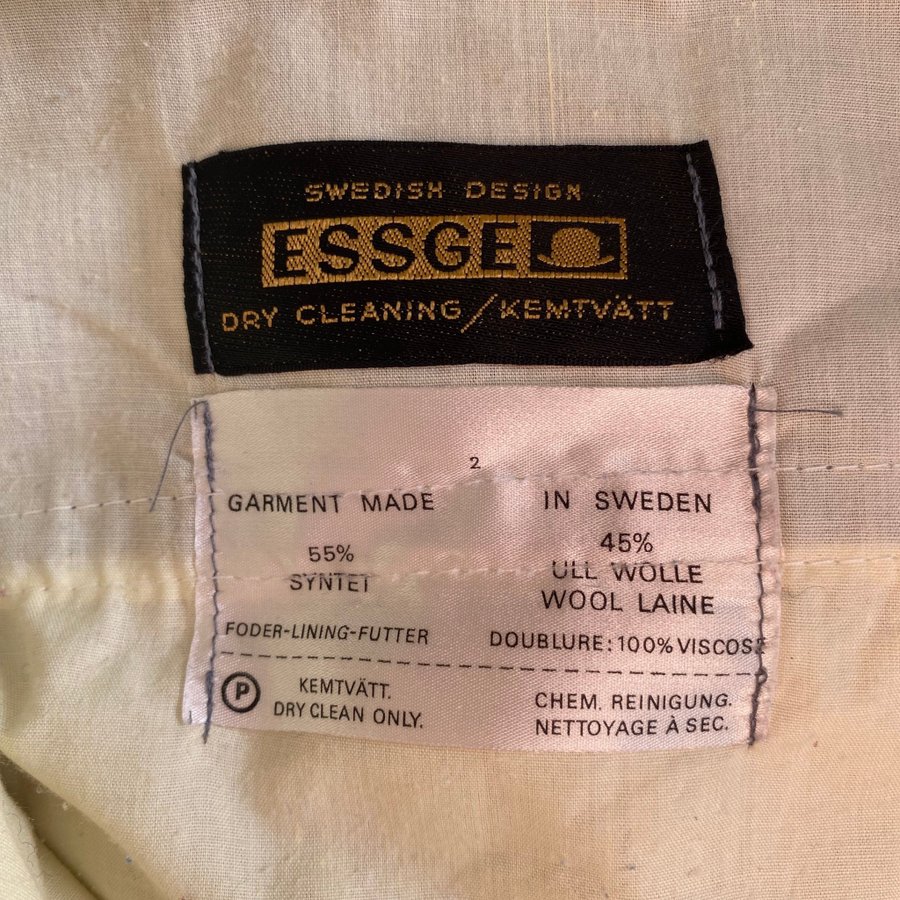 SWEDISH DESIGN
ESSGE
DRY CLEANING/KEMTVÄTT
2
GARMENT MADE IN SWEDEN
55% 45%
SYNTET ULL WOLLE
WOOL LAINE
FODER-LINING-FUTTER DOUBLURE: 100% VISCOSE
P KEMTVÄTT. CHEM. REINIGUNG.
DRY CLEAN ONLY. NETTOYAGE À SEC.